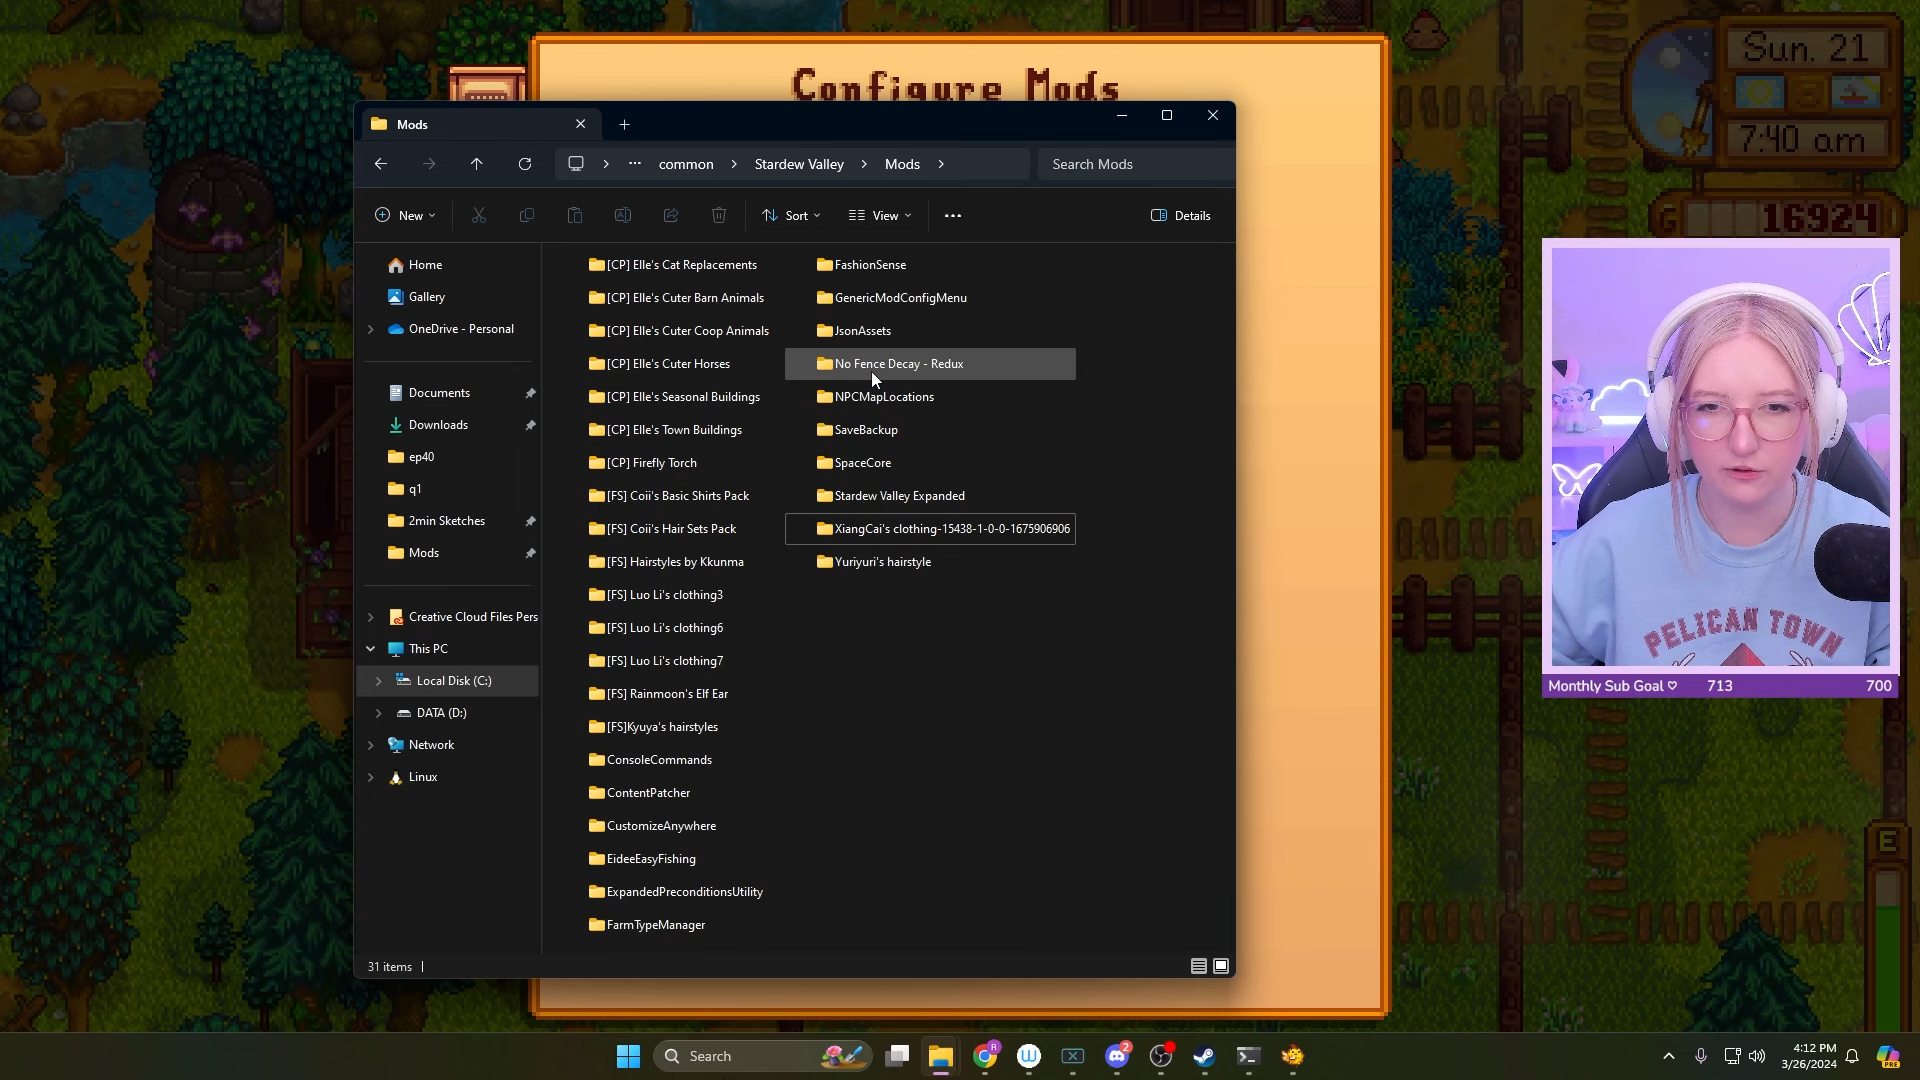 Configure Mods
Sun. 21
7:40 am
G 16924
Mods
common
Stardew Valley
Mods
Search Mods
New
Sort
View
Details
Home
Gallery
OneDrive - Personal
Documents
Downloads
ep40
q1
2min Sketches
Mods
Creative Cloud Files Pers
This PC
Local Disk (C:)
DATA (D:)
Network
Linux
[CP] Elle's Cat Replacements
[CP] Elle's Cuter Barn Animals
[CP] Elle's Cuter Coop Animals
[CP] Elle's Cuter Horses
[CP] Elle's Seasonal Buildings
[CP] Elle's Town Buildings
[CP] Firefly Torch
[FS] Coii's Basic Shirts Pack
[FS] Coii's Hair Sets Pack
[FS] Hairstyles by Kkunma
[FS] Luo Li's clothing3
[FS] Luo Li's clothing6
[FS] Luo Li's clothing7
[FS] Rainmoon's Elf Ear
[FS]Kyuya's hairstyles
ConsoleCommands
ContentPatcher
CustomizeAnywhere
EideeEasyFishing
ExpandedPreconditionsUtility
FarmTypeManager
FashionSense
GenericModConfigMenu
JsonAssets
No Fence Decay - Redux
NPCMapLocations
SaveBackup
SpaceCore
Stardew Valley Expanded
XiangCai's clothing-15438-1-0-0-1675906906
Yuriyuri's hairstyle
31 items
PELICAN TOWN
Monthly Sub Goal ♡ 713 700
E
Search
R
W
2
4:12 PM
3/26/2024
PRE